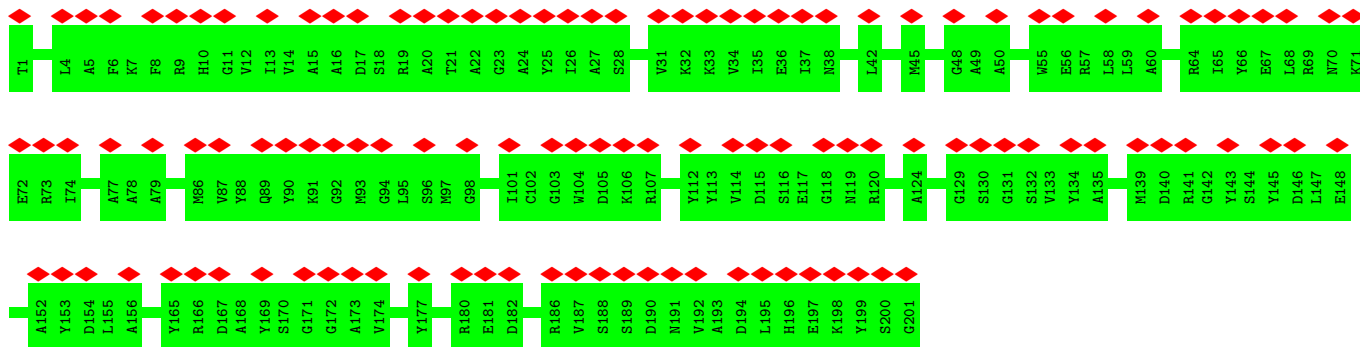 T1 L4 A5 F6 K7 F8 R9 H10 G11 V12 I13 V14 A15 A16 D17 S18 R19 A20 T21 A22 G23 A24 Y25 I26 A27 S28 V31 K32 K33 V34 I35 E36 I37 N38 L42 M45 G48 A49 A50 W55 E56 R57 L58 L59 A60 R64 I65 Y66 E67 L68 R69 N70 K71
E72 R73 I74 A77 A78 A79 M86 V87 Y88 Q89 Y90 K91 G92 M93 G94 L95 S96 M97 G98 I101 C102 G103 W104 D105 K106 R107 Y112 Y113 V114 D115 S116 E117 G118 N119 R120 A124 G129 S130 G131 S132 V133 Y134 A135 M139 D140 R141 G142 Y143 S144 Y145 D146 L147 E148
A152 Y153 D154 L155 A156 Y165 R166 D167 A168 Y169 S170 G171 G172 A173 V174 Y177 R180 E181 D182 R186 V187 S188 S189 D190 N191 V192 A193 D194 L195 H196 E197 K198 Y199 S200 G201